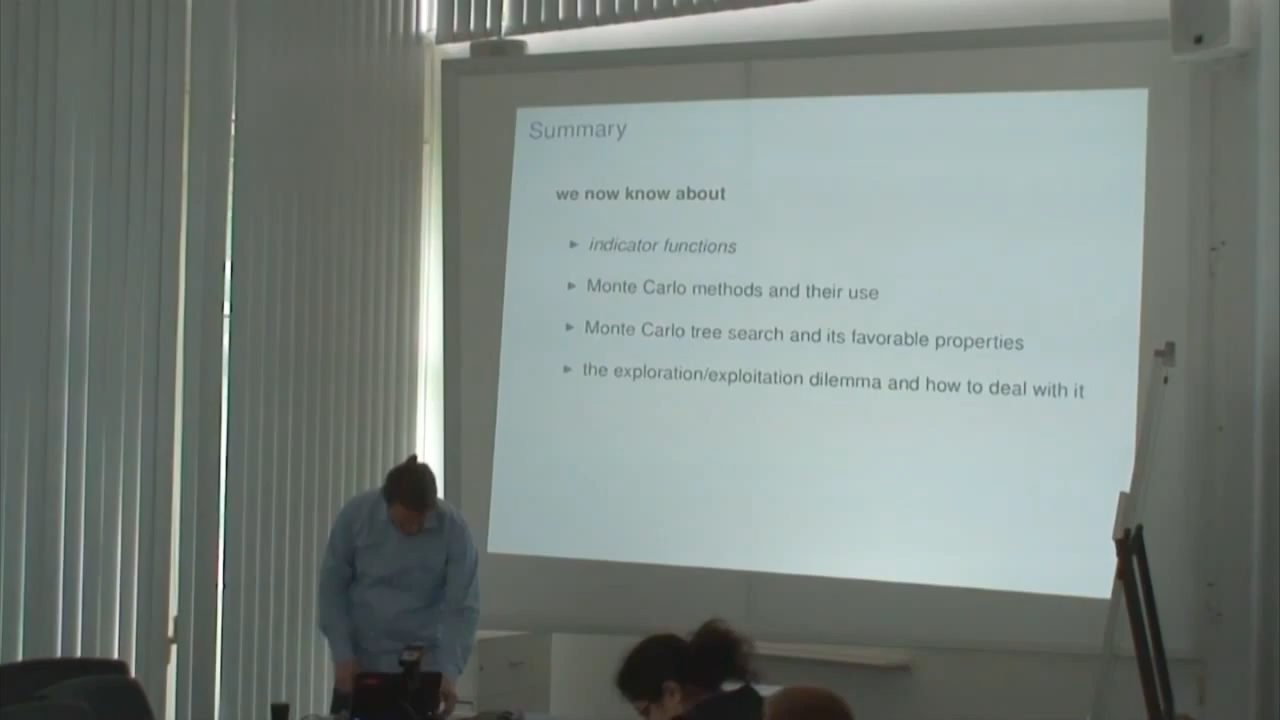 Summary
we now know about
► indicator functions
► Monte Carlo methods and their use
► Monte Carlo tree search and its favorable properties
► the exploration/exploitation dilemma and how to deal with it